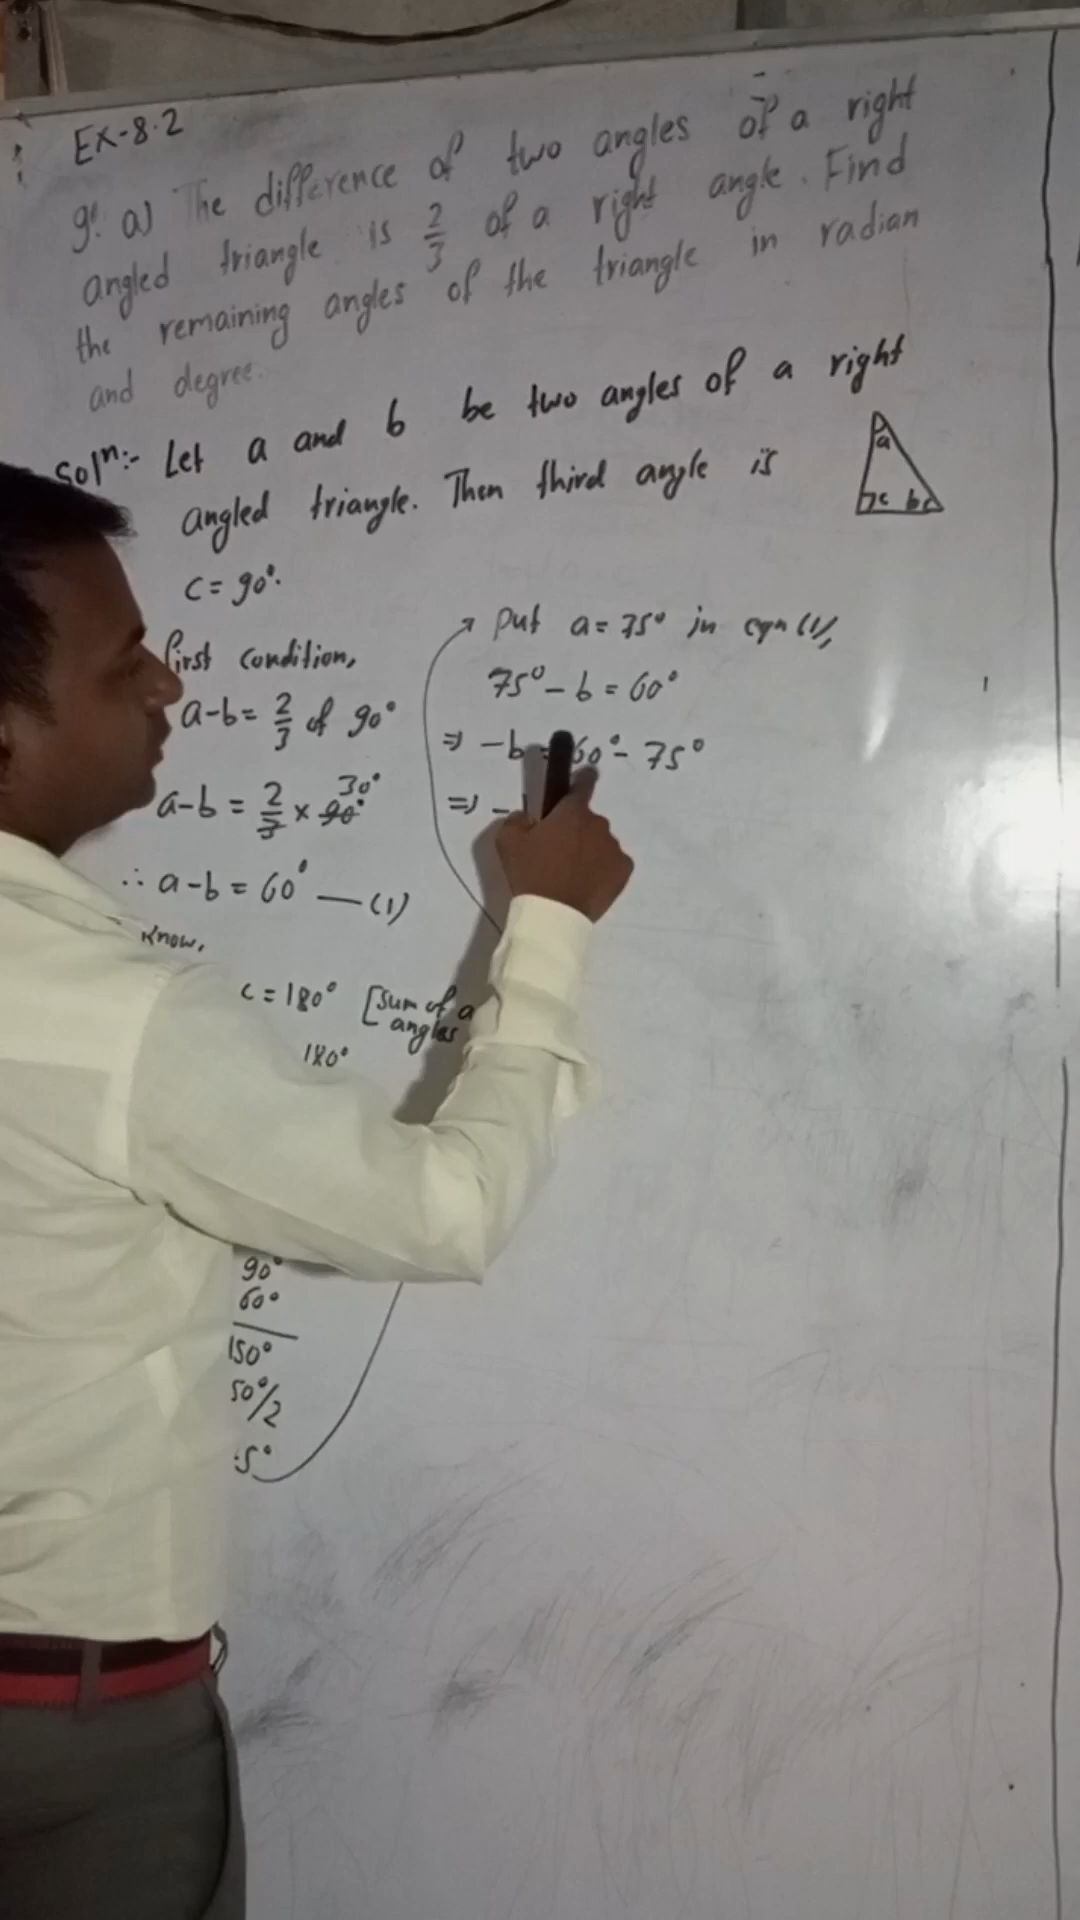 Ex-8.2
9. a) The difference of two angles of a right
angled triangle is 2/3 of a right angle. Find
the remaining angles of the triangle in radian
and degree.
Soln:- Let a and b be two angles of a right
angled triangle. Then third angle is
c = 90°.
a
c b
first condition,
a-b = 2/3 of 90°
a-b = 2/3 × 90° 30°
∴ a-b = 60° — (1)
know,
c = 180° [sum of a
angles
180°
90°
60°
150°
50°/2
5°
Put a = 75° in eqn (1),
75° - b = 60°
⇒ -b = 60° - 75°
⇒ -